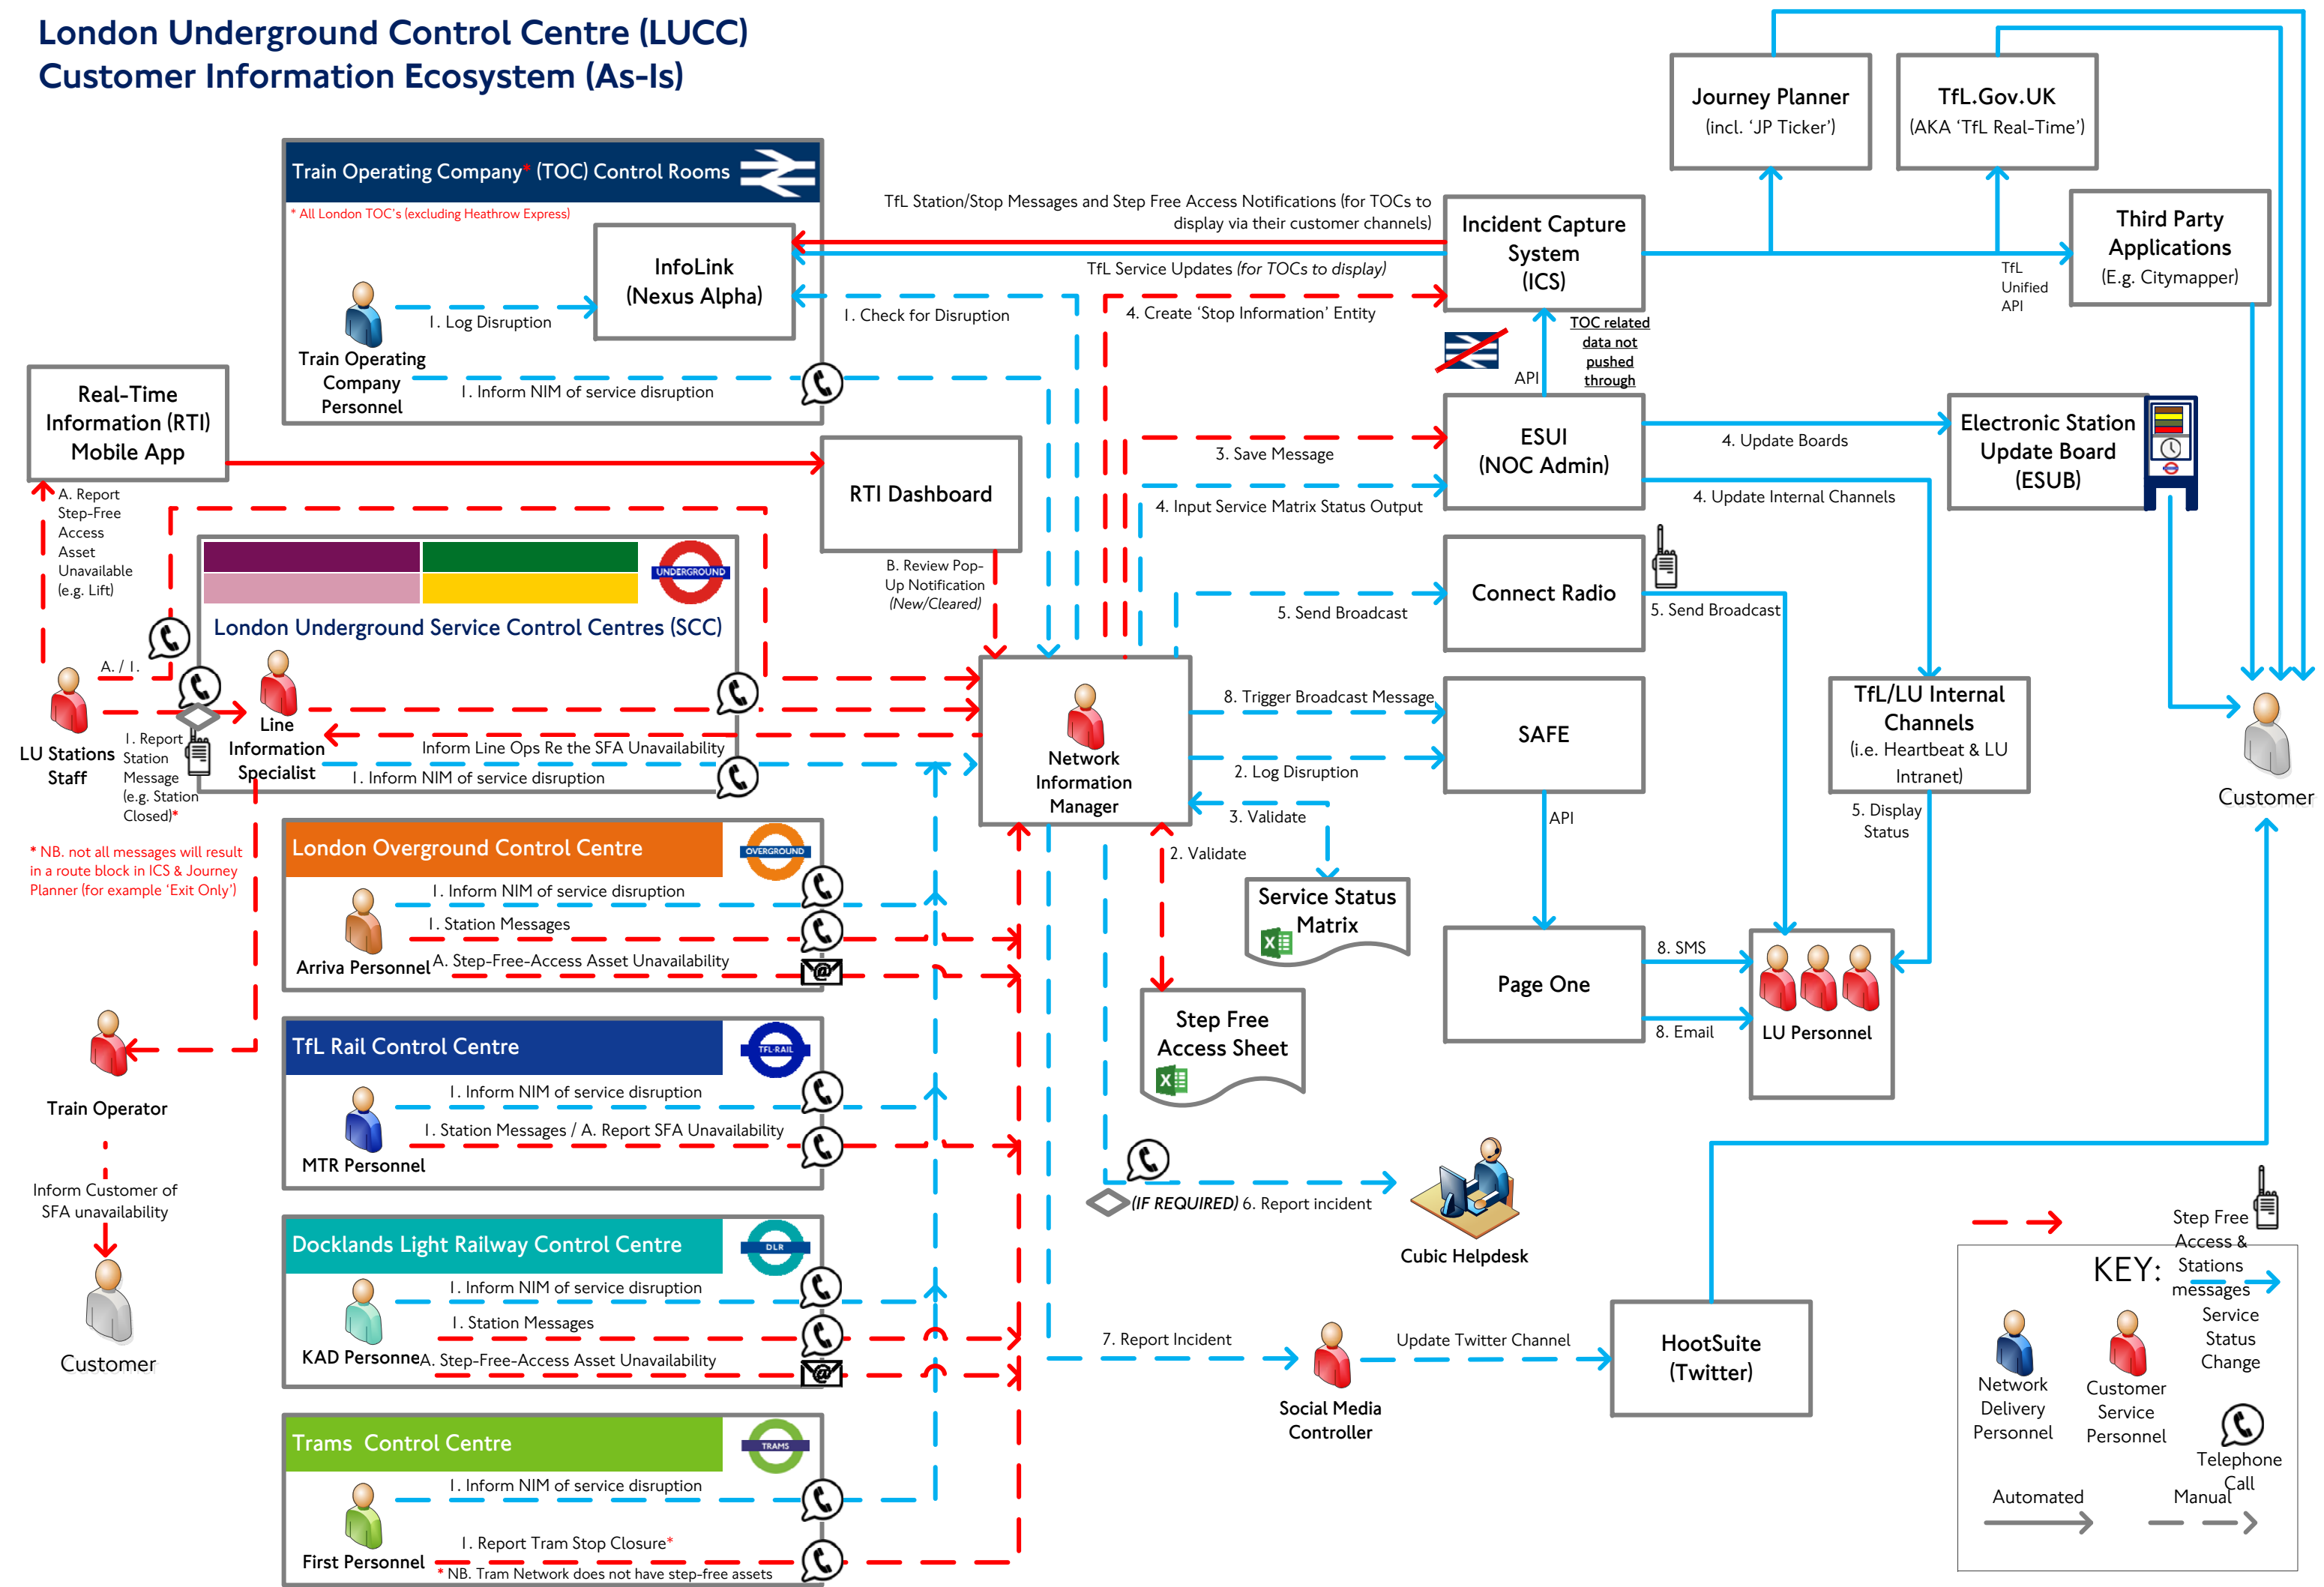 London Underground Control Centre (LUCC)
Customer Information Ecosystem (As-Is)
Journey Planner
(incl. ‘JP Ticker’)
TfL.Gov.UK
(AKA ‘TfL Real-Time’)
Train Operating Company* (TOC) Control Rooms
* All London TOC's (excluding Heathrow Express)
InfoLink
(Nexus Alpha)
1. Log Disruption
Train Operating
Company
Personnel
1. Inform NIM of service disruption
TfL Station/Stop Messages and Step Free Access Notifications (for TOCs to
display via their customer channels)
TfL Service Updates (for TOCs to display)
1. Check for Disruption
4. Create ‘Stop Information’ Entity
Incident Capture
System
(ICS)
Third Party
Applications
(E.g. Citymapper)
TfL
Unified
API
TOC related
data not
pushed
through
API
Real-Time
Information (RTI)
Mobile App
A. Report
Step-Free
Access
Asset
Unavailable
(e.g. Lift)
RTI Dashboard
B. Review Pop-
Up Notification
(New/Cleared)
3. Save Message
4. Input Service Matrix Status Output
ESUI
(NOC Admin)
4. Update Boards
4. Update Internal Channels
Electronic Station
Update Board
(ESUB)
UNDERGROUND
London Underground Service Control Centres (SCC)
5. Send Broadcast
Connect Radio
5. Send Broadcast
A. / 1.
LU Stations
Staff
1. Report
Station
Message
(e.g. Station
Closed)*
Line
Information
Specialist
Inform Line Ops Re the SFA Unavailability
1. Inform NIM of service disruption
Network
Information
Manager
8. Trigger Broadcast Message
2. Log Disruption
3. Validate
2. Validate
SAFE
API
TfL/LU Internal
Channels
(i.e. Heartbeat & LU
Intranet)
5. Display
Status
Customer
* NB. not all messages will result
in a route block in ICS & Journey
Planner (for example ‘Exit Only’)
London Overground Control Centre
OVERGROUND
1. Inform NIM of service disruption
1. Station Messages
Arriva Personnel
A. Step-Free-Access Asset Unavailability
Service Status
Matrix
Step Free
Access Sheet
Page One
8. SMS
8. Email
LU Personnel
Train Operator
Inform Customer of
SFA unavailability
Customer
TfL Rail Control Centre
TFL-RAIL
1. Inform NIM of service disruption
1. Station Messages / A. Report SFA Unavailability
MTR Personnel
(IF REQUIRED) 6. Report incident
Cubic Helpdesk
Docklands Light Railway Control Centre
DLR
1. Inform NIM of service disruption
1. Station Messages
KAD Personne
A. Step-Free-Access Asset Unavailability
7. Report Incident
Social Media
Controller
Update Twitter Channel
HootSuite
(Twitter)
Trams Control Centre
TRAMS
1. Inform NIM of service disruption
1. Report Tram Stop Closure*
First Personnel
* NB. Tram Network does not have step-free assets
KEY:
Step Free
Access &
Stations
messages
Service
Status
Change
Network
Delivery
Personnel
Customer
Service
Personnel
Telephone
Call
Automated
Manual